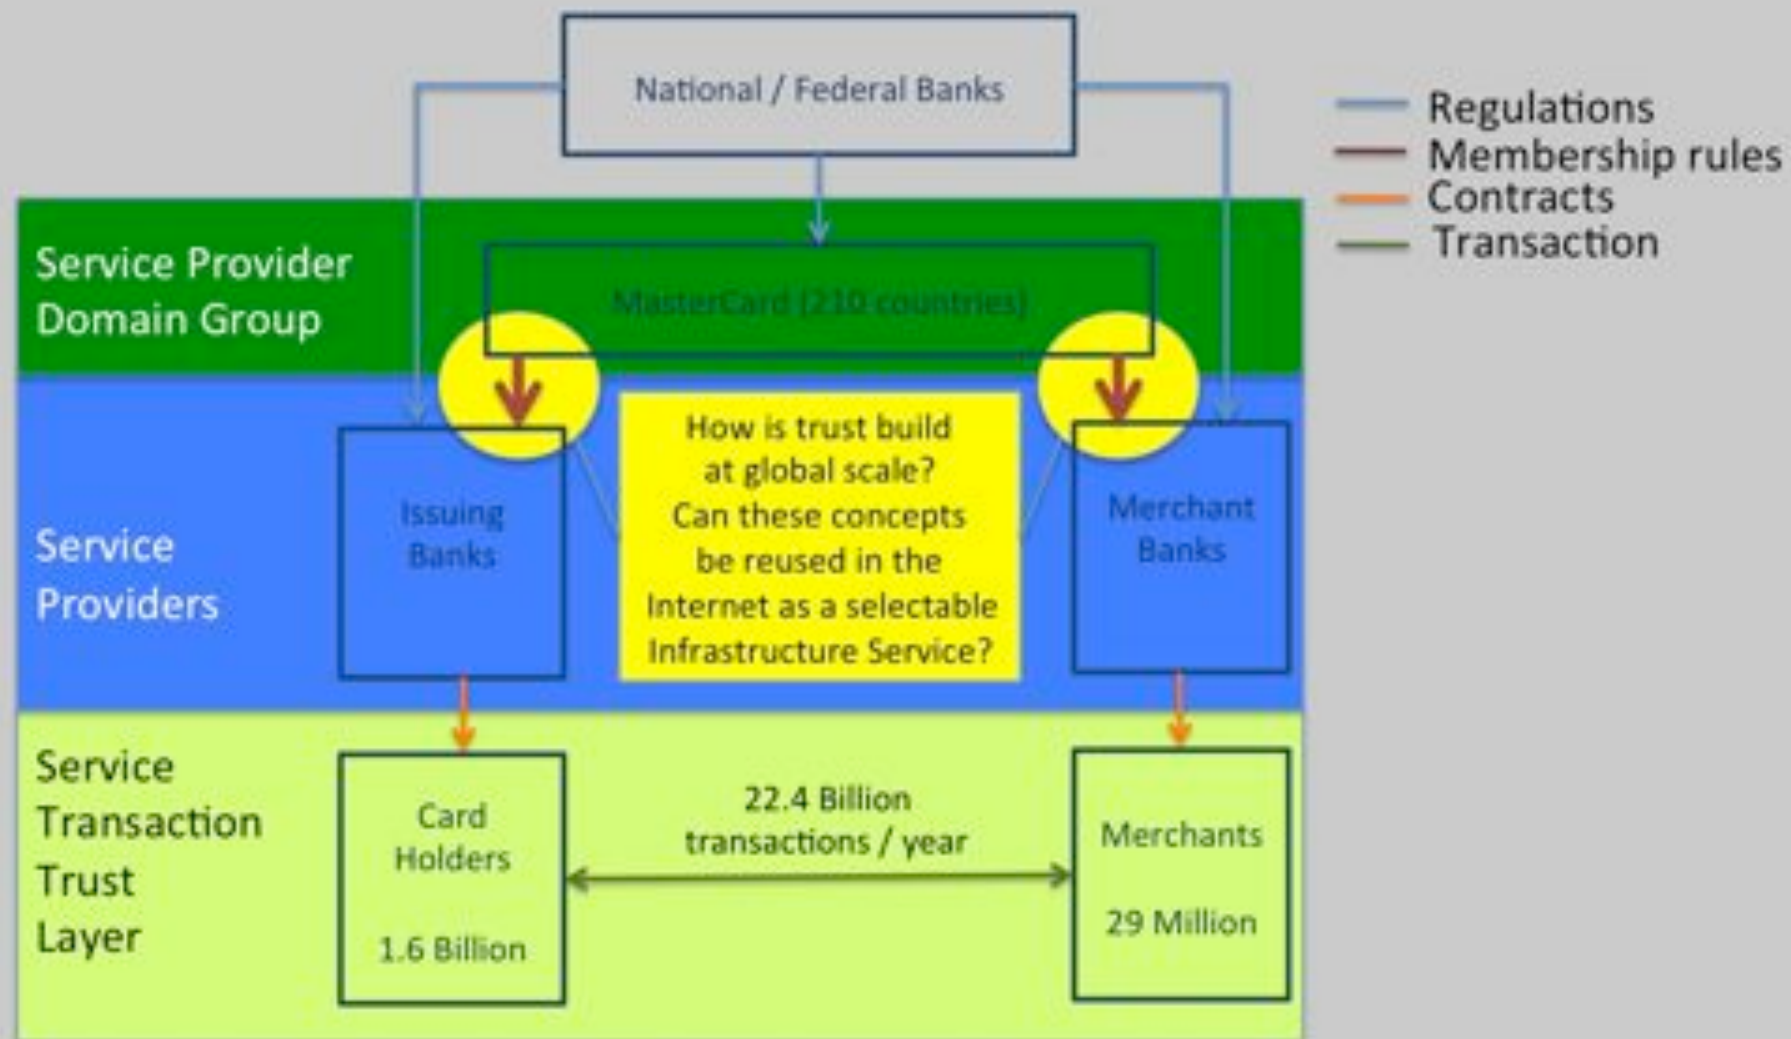 National / Federal Banks
Regulations
Membership rules
Contracts
Transaction
Service Provider
Domain Group
MasterCard (210 countries)
How is trust build
at global scale?
Can these concepts
be reused in the
Internet as a selectable
Infrastructure Service?
Issuing
Banks
Merchant
Banks
Service
Providers
Service
Transaction
Trust
Layer
Card
Holders
1.6 Billion
22.4 Billion
transactions / year
Merchants
29 Million